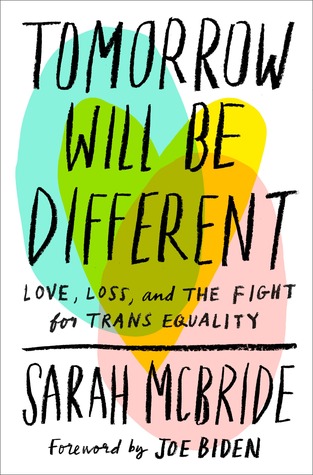 TOMORROW
WILL BE
DIFFERENT
LOVE, LOSS, and THE FIGHT
for TRANS EQUALITY
SARAH MCBRIDE
Foreword by JOE BIDEN